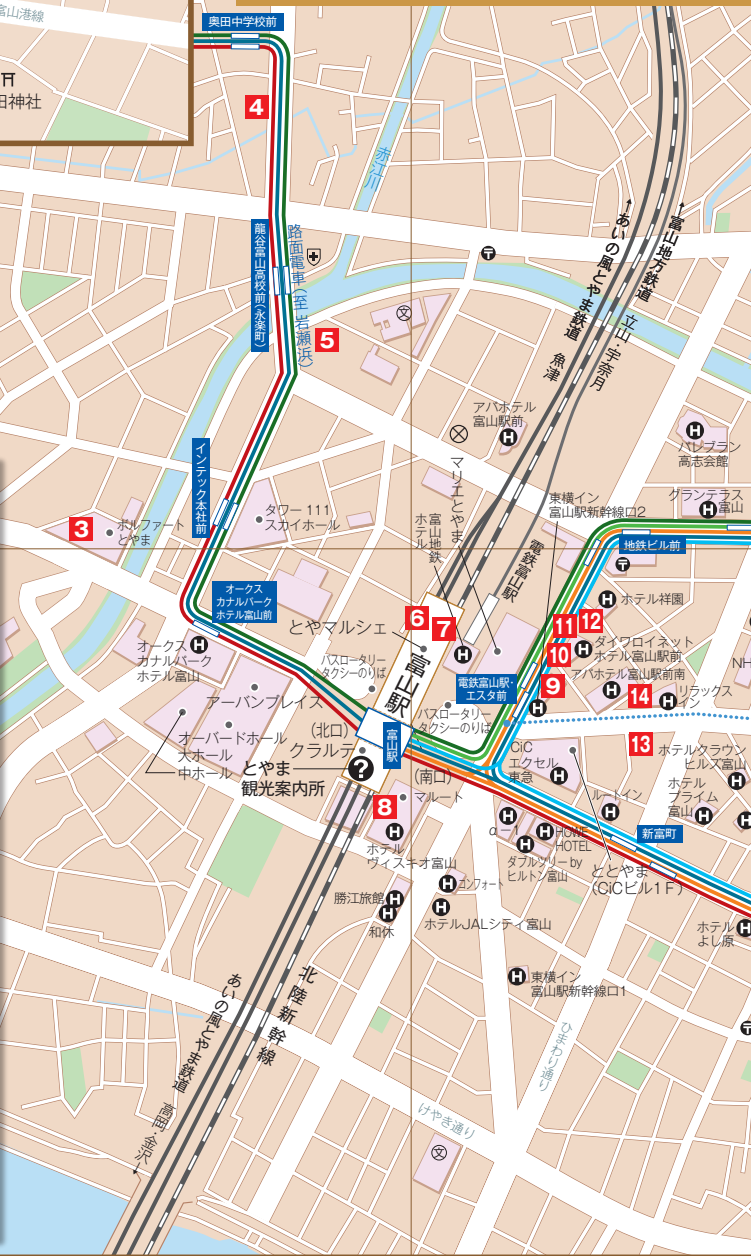 富山港線
奥田中学校前
田神社
4
赤江川
龍谷富山高校前(永楽町)
路面電車(至 岩瀬浜)
5
あいの風とやま鉄道 魚津
富山地方鉄道 立山・宇奈月
文
アパホテル
富山駅前
H
パレブラン
高志会館
H
グランテラス
富山
H
インテック本社前
タワー 111
スカイホール
3
ボルファート
とやま
マリエとやま
富山地鉄
ホテル
東横イン
富山駅新幹線口2
電鉄富山駅
地鉄ビル前
オークス
カナルパーク
ホテル富山前
H
ホテル祥園
とやマルシェ
6
7
11
12
10
9
H
ダイワロイネット
ホテル富山駅前
オークス
カナルパーク
ホテル富山
H
バスロータリー
タクシーのりば
富山駅
H
電鉄富山駅・
エスタ前
アパホテル富山駅前南
H
14
リラックス
イン
H
NH
アーバンプレイス
オーバードホール
大ホール
中ホール
(北口)
クラルテ
とやま
観光案内所
?
富山駅
バスロータリー
タクシーのりば
H
(南口)
CiC
エクセル
東急
H
13
ホテルクラウン
ヒルズ富山
H
8
マルート
H
ホテル
ヴィスキオ富山
α−1
H
HOWE
HOTEL
H
ダブルツリー by
ヒルトン富山
H
ルートイン
H
ホテル
プライム
富山
H
H
新富町
ととやま
(CiCビル1F)
コンフォート
H
勝江旅館
H
和休
H
ホテルJALシティ富山
H
ホテル
よし原
H
東横イン
富山駅新幹線口1
H
北陸新幹線
あいの風とやま鉄道 高岡・金沢
ひまわり通り
けやき通り
文